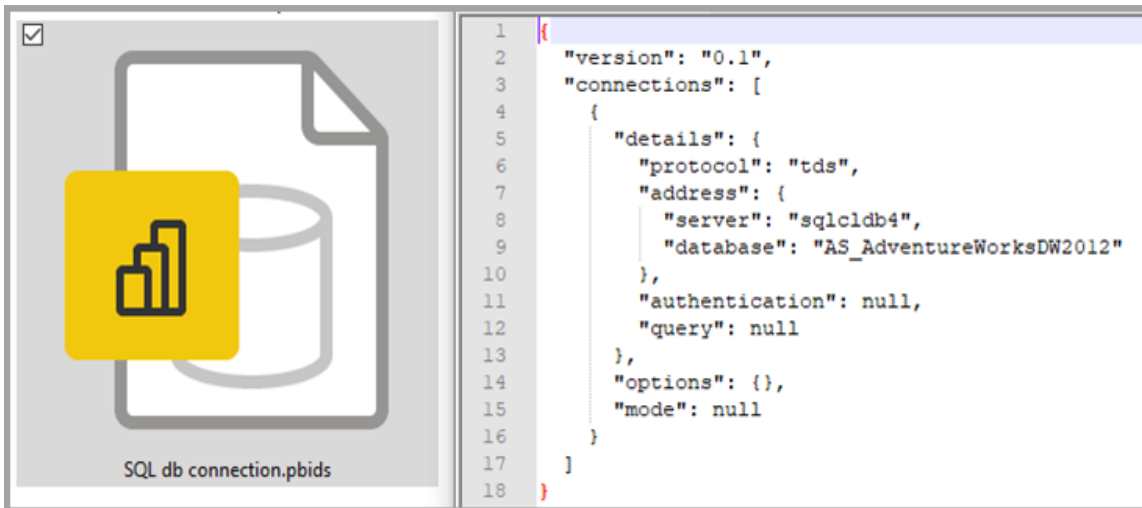 SQL db connection.pbids
1 {
2 "version": "0.1",
3 "connections": [
4 {
5 "details": {
6 "protocol": "tds",
7 "address": {
8 "server": "sqlcldb4",
9 "database": "AS_AdventureWorksDW2012"
10 },
11 "authentication": null,
12 "query": null
13 },
14 "options": {},
15 "mode": null
16 }
17 ]
18 }